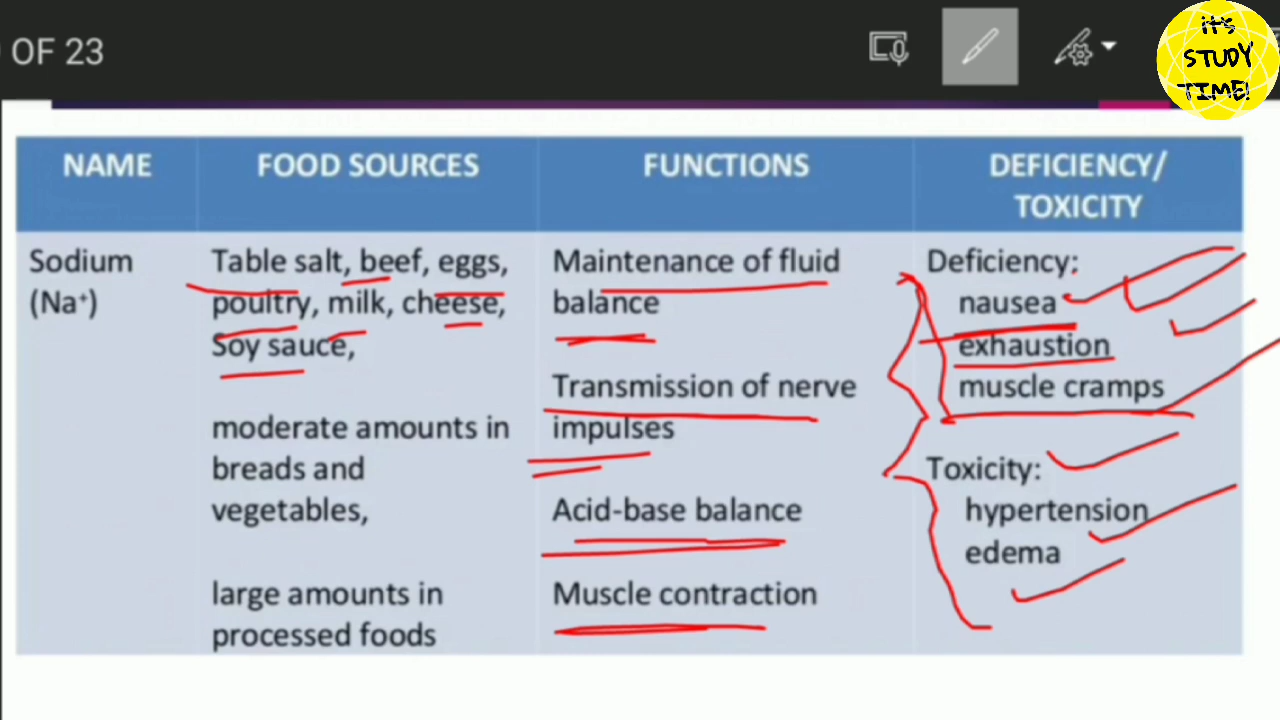 OF 23
it's
STUDY
TIME!
NAME
FOOD SOURCES
FUNCTIONS
DEFICIENCY/
TOXICITY
Sodium
(Na⁺)
Table salt, beef, eggs,
poultry, milk, cheese,
Soy sauce,
moderate amounts in
breads and
vegetables,
large amounts in
processed foods
Maintenance of fluid
balance
Transmission of nerve
impulses
Acid-base balance
Muscle contraction
Deficiency:
nausea
exhaustion
muscle cramps
Toxicity:
hypertension
edema